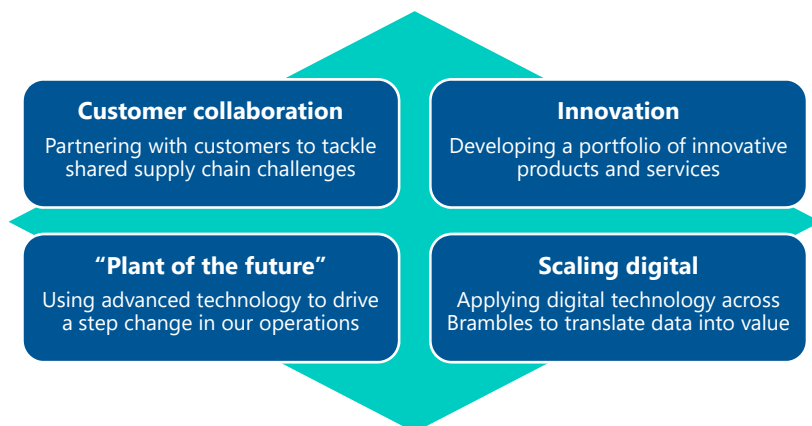 Customer collaboration
Partnering with customers to tackle
shared supply chain challenges
Innovation
Developing a portfolio of innovative
products and services
“Plant of the future”
Using advanced technology to drive
a step change in our operations
Scaling digital
Applying digital technology across
Brambles to translate data into value